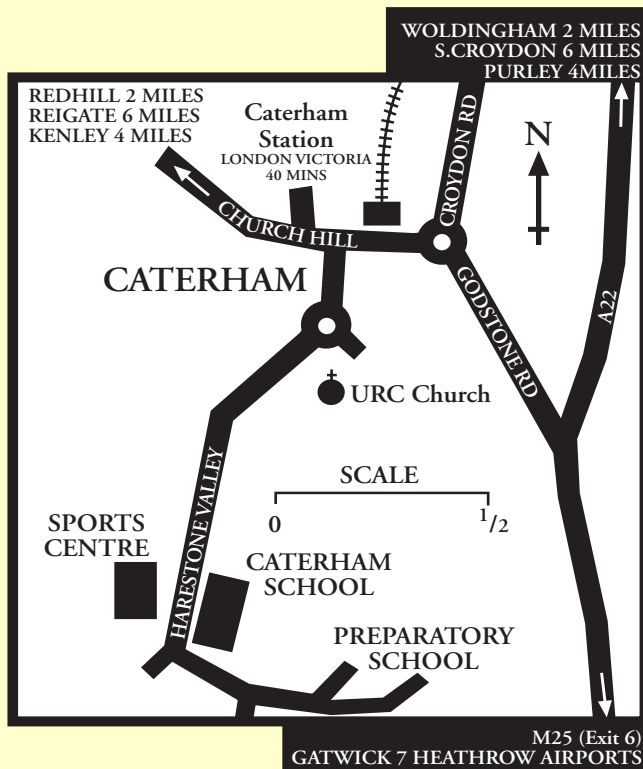 WOLDINGHAM 2 MILES
S.CROYDON 6 MILES
PURLEY 4MILES
REDHILL 2 MILES
REIGATE 6 MILES
KENLEY 4 MILES
Caterham
Station
LONDON VICTORIA
40 MINS
CROYDON RD
N
CHURCH HILL
CATERHAM
GODSTONE RD
A22
URC Church
SCALE
0
1/2
HARESTONE VALLEY
SPORTS
CENTRE
CATERHAM
SCHOOL
PREPARATORY
SCHOOL
M25 (Exit 6)
GATWICK 7 HEATHROW AIRPORTS